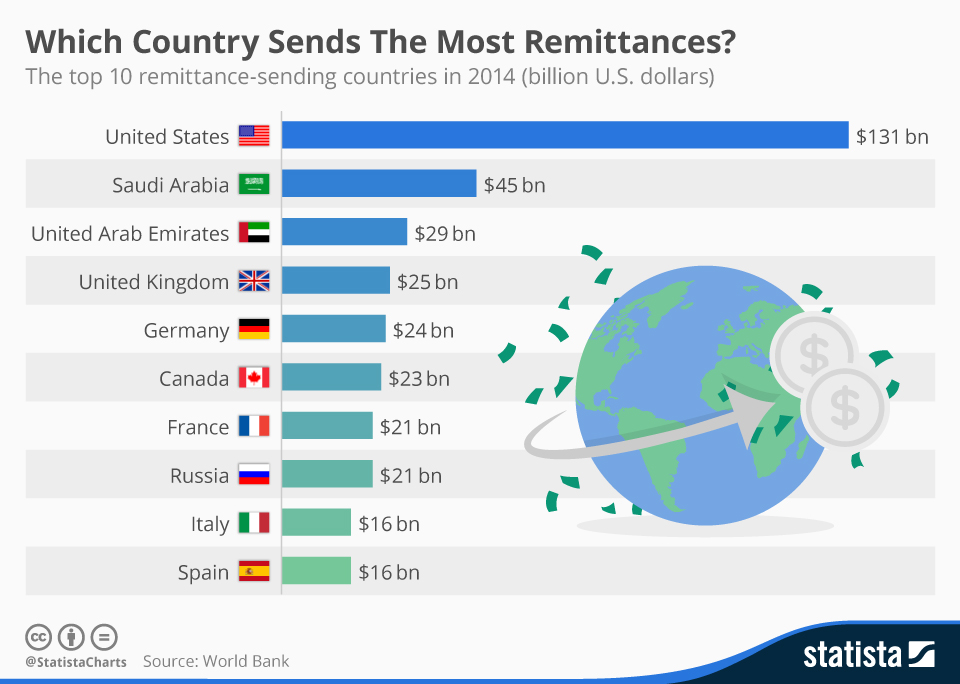 Which Country Sends The Most Remittances?
The top 10 remittance-sending countries in 2014 (billion U.S. dollars)
United States $131 bn
Saudi Arabia $45 bn
United Arab Emirates $29 bn
United Kingdom $25 bn
Germany $24 bn
Canada $23 bn
France $21 bn
Russia $21 bn
Italy $16 bn
Spain $16 bn
$
$
cc =
@StatistaCharts Source: World Bank
statista